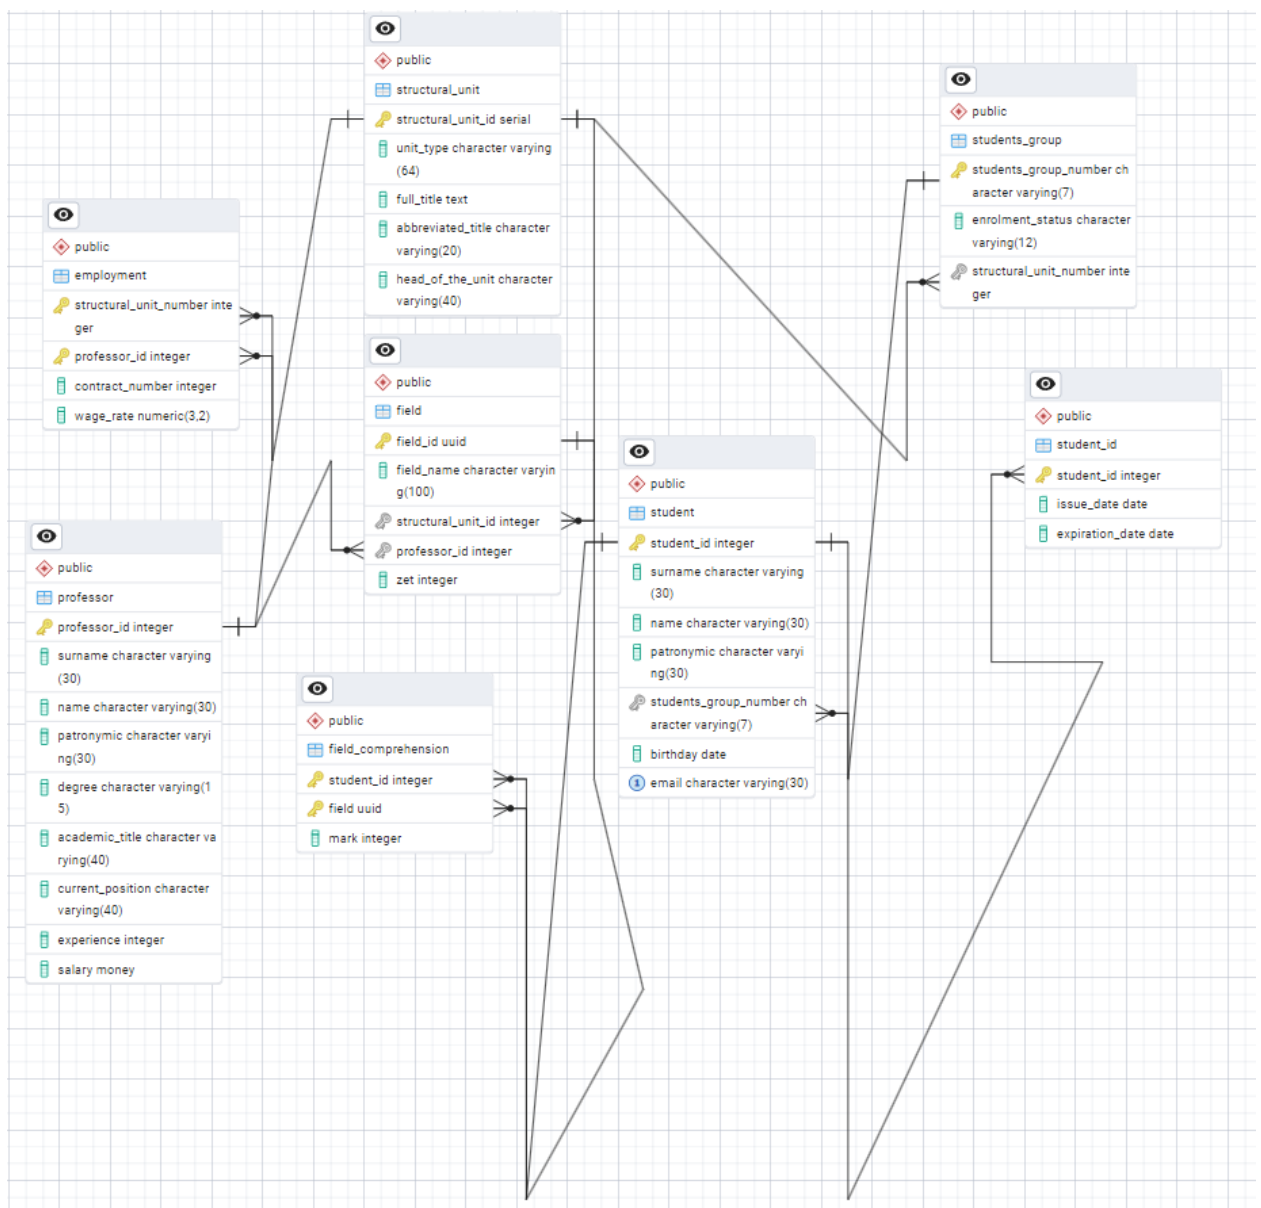 public
structural_unit
structural_unit_id serial
unit_type character varying
(64)
full_title text
abbreviated_title character
varying(20)
head_of_the_unit character
varying(40)
public
students_group
students_group_number ch
aracter varying(7)
enrolment_status character
varying(12)
structural_unit_number inte
ger
public
employment
structural_unit_number inte
ger
professor_id integer
contract_number integer
wage_rate numeric(3,2)
public
field
field_id uuid
field_name character varyin
g(100)
structural_unit_id integer
professor_id integer
zet integer
public
student_id
student_id integer
issue_date date
expiration_date date
public
student
student_id integer
surname character varying
(30)
name character varying(30)
patronymic character varyi
ng(30)
students_group_number ch
aracter varying(7)
birthday date
1 email character varying(30)
public
professor
professor_id integer
surname character varying
(30)
name character varying(30)
patronymic character varyi
ng(30)
degree character varying(1
5)
academic_title character va
rying(40)
current_position character
varying(40)
experience integer
salary money
public
field_comprehension
student_id integer
field uuid
mark integer